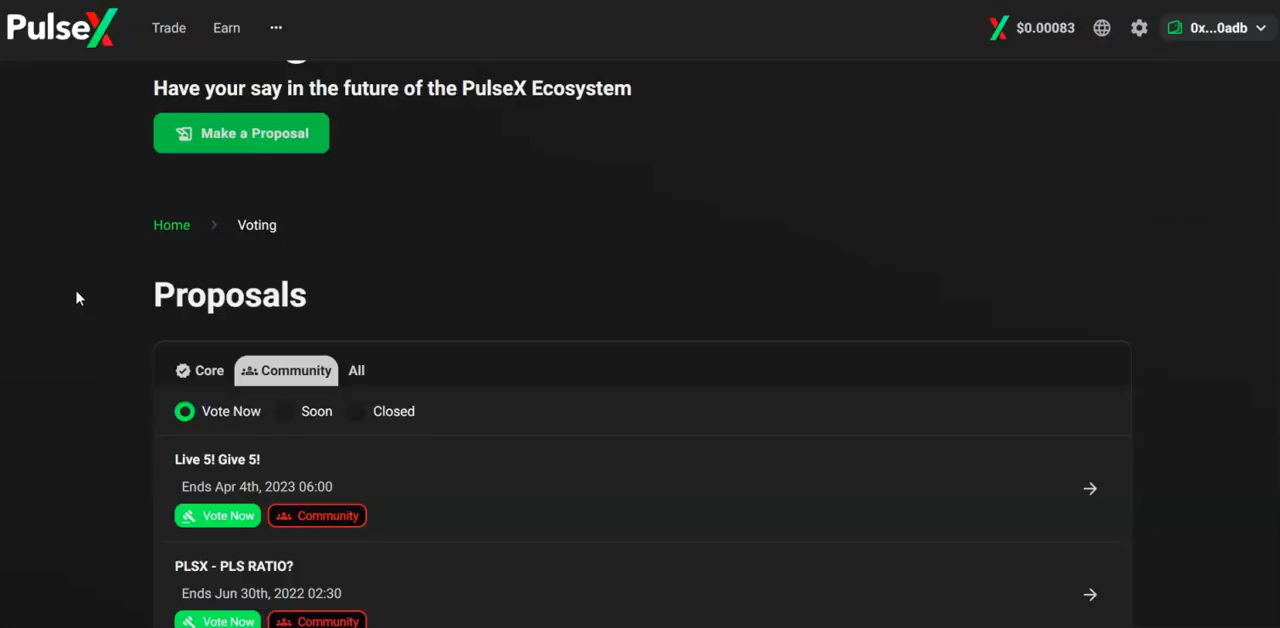 PulseX Trade Earn ••• $0.00083 0x...0adb
Have your say in the future of the PulseX Ecosystem
Make a Proposal
Home > Voting
Proposals
Core Community All
Vote Now Soon Closed
Live 5! Give 5!
Ends Apr 4th, 2023 06:00
Vote Now Community
PLSX - PLS RATIO?
Ends Jun 30th, 2022 02:30
Vote Now Community